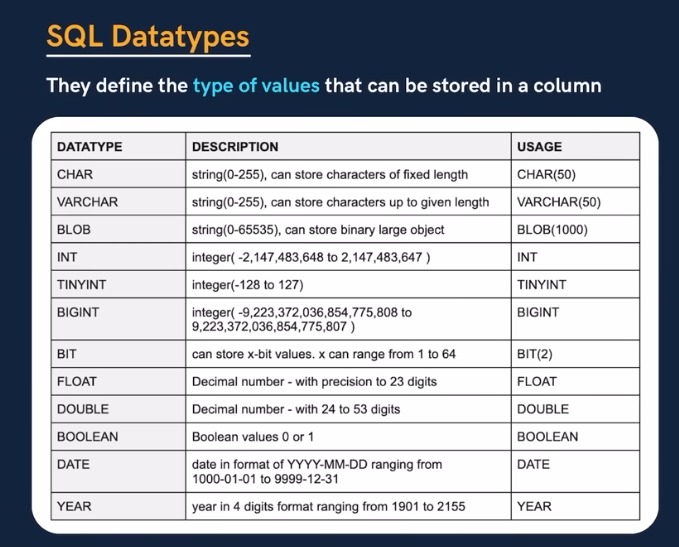 SQL Datatypes
They define the type of values that can be stored in a column
DATATYPE DESCRIPTION USAGE
CHAR string(0-255), can store characters of fixed length CHAR(50)
VARCHAR string(0-255), can store characters up to given length VARCHAR(50)
BLOB string(0-65535), can store binary large object BLOB(1000)
INT integer( -2,147,483,648 to 2,147,483,647 ) INT
TINYINT integer(-128 to 127) TINYINT
BIGINT integer( -9,223,372,036,854,775,808 to BIGINT
9,223,372,036,854,775,807 )
BIT can store x-bit values. x can range from 1 to 64 BIT(2)
FLOAT Decimal number - with precision to 23 digits FLOAT
DOUBLE Decimal number - with 24 to 53 digits DOUBLE
BOOLEAN Boolean values 0 or 1 BOOLEAN
DATE date in format of YYYY-MM-DD ranging from DATE
1000-01-01 to 9999-12-31
YEAR year in 4 digits format ranging from 1901 to 2155 YEAR